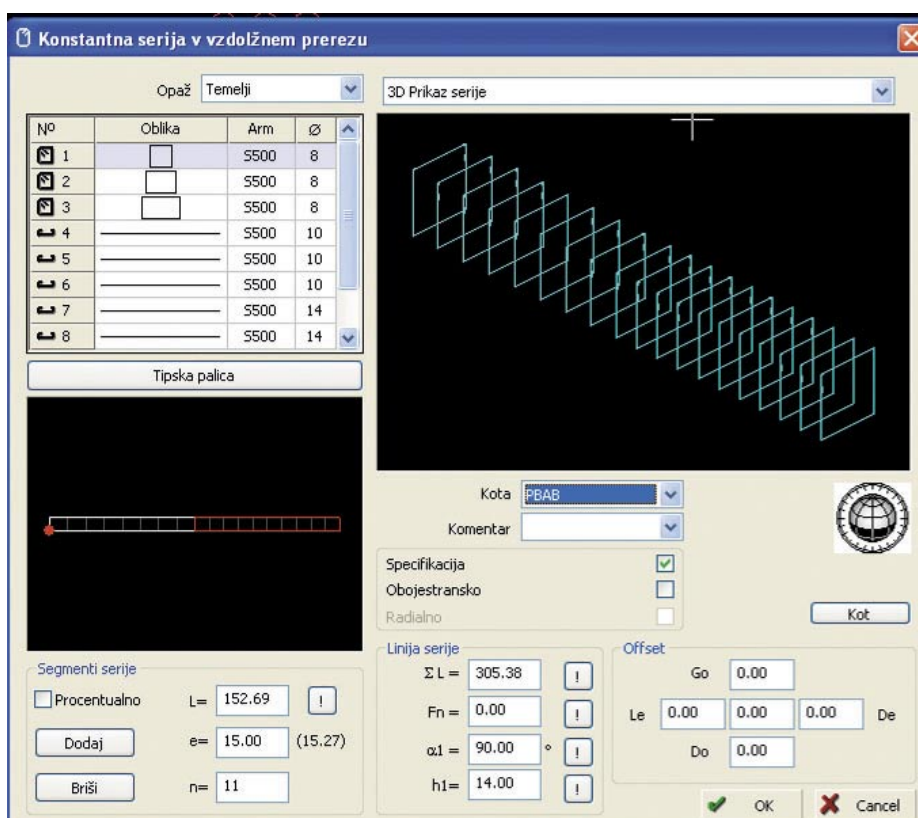 Konstantna serija v vzdolžnem prerezu
Opaž Temelji
3D Prikaz serije
Nº Oblika Arm Ø
1 S500 8
2 S500 8
3 S500 8
4 S500 10
5 S500 10
6 S500 10
7 S500 14
8 S500 14
Tipska palica
Kota PBAB
Komentar
Specifikacija
Obojestransko
Radialno
Kot
Segmenti serije
Procentualno L= 152.69 !
Dodaj e= 15.00 (15.27)
Briši n= 11
Linija serije
ΣL = 305.38 !
Fn = 0.00 !
α1 = 90.00 ° !
h1= 14.00 !
Offset
Go 0.00
Le 0.00 0.00 0.00 De
Do 0.00
OK Cancel